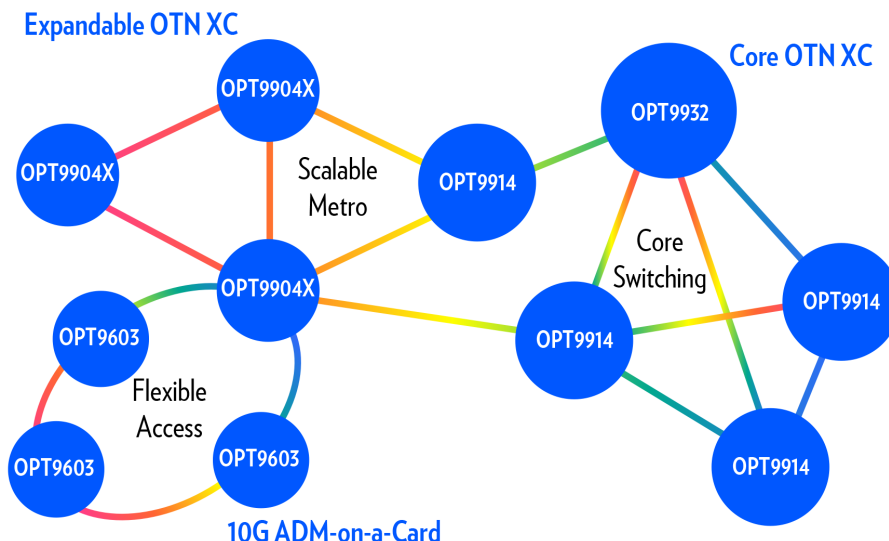 Expandable OTN XC
Core OTN XC
OPT9904X
OPT9932
OPT9904X
Scalable
Metro
OPT9914
Core
Switching
OPT9904X
OPT9914
OPT9603
OPT9914
Flexible
Access
OPT9603
OPT9603
OPT9914
10G ADM-on-a-Card